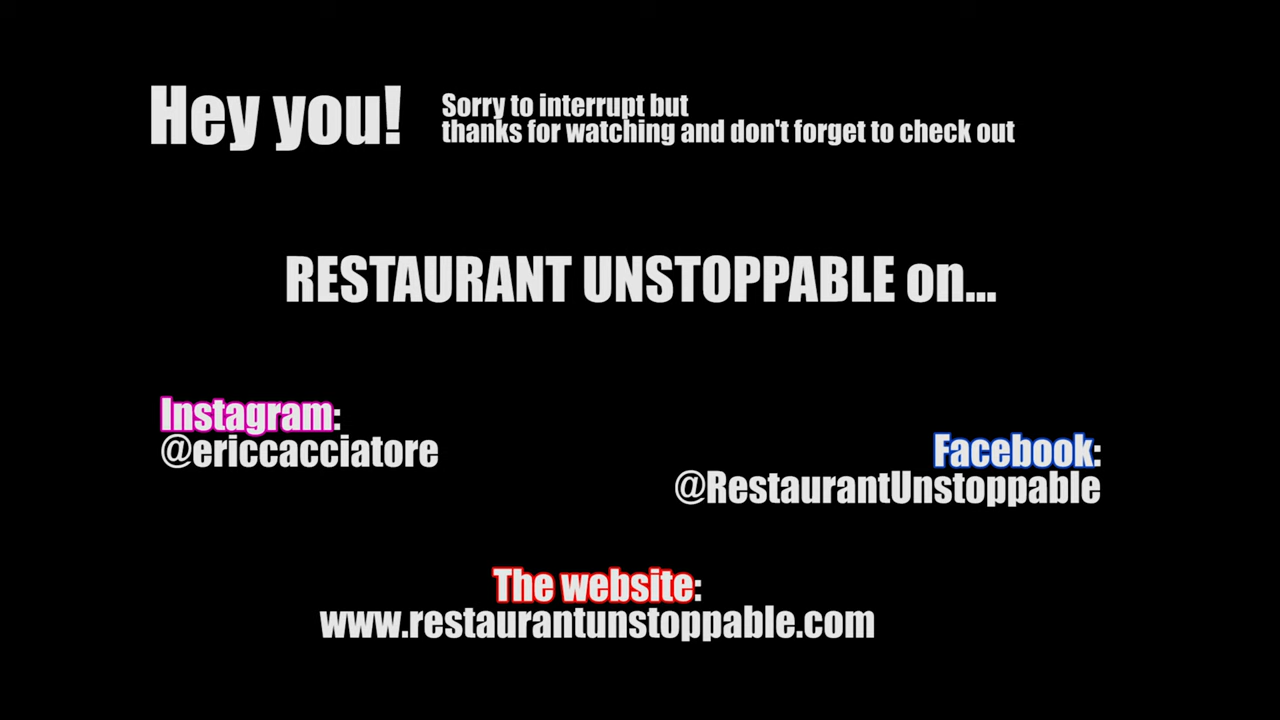 Hey you!
Sorry to interrupt but
thanks for watching and don't forget to check out
RESTAURANT UNSTOPPABLE on...
Instagram:
@ericcacciatore
Facebook:
@RestaurantUnstoppable
The website:
www.restaurantunstoppable.com